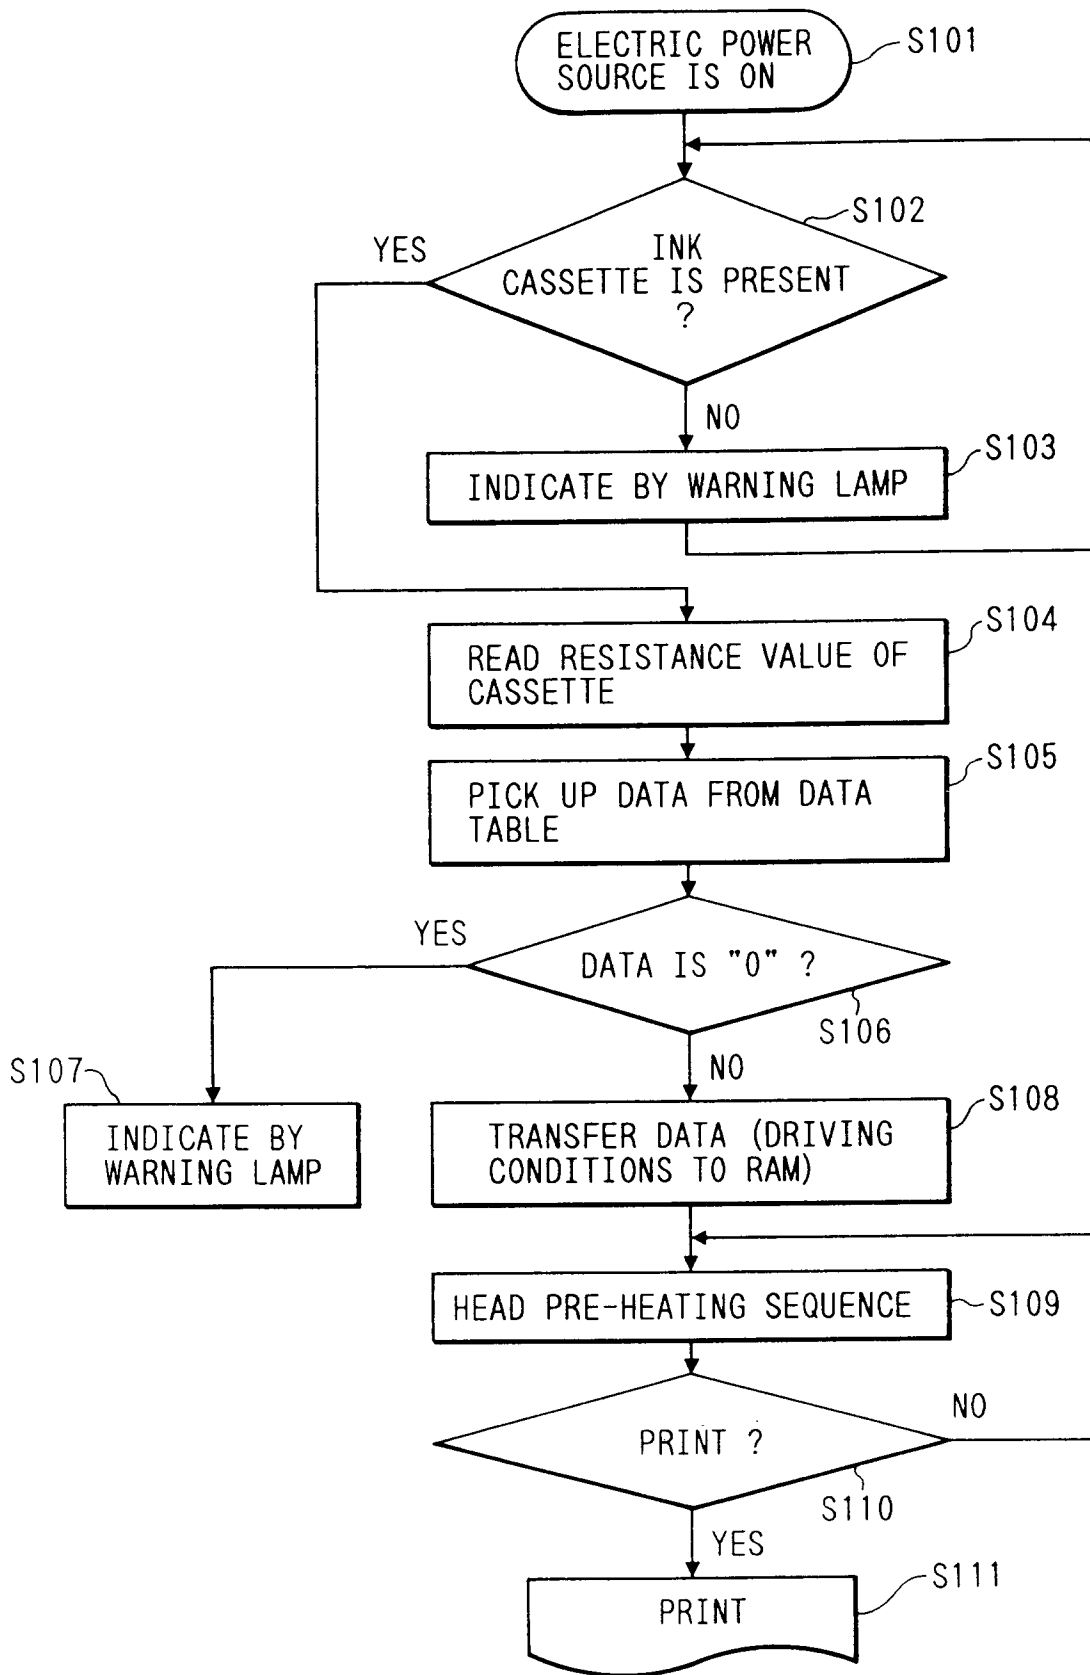 ELECTRIC POWER
SOURCE IS ON
S101
S102
YES
INK
CASSETTE IS PRESENT
?
NO
S103
INDICATE BY WARNING LAMP
S104
READ RESISTANCE VALUE OF
CASSETTE
S105
PICK UP DATA FROM DATA
TABLE
YES
DATA IS "0" ?
S106
NO
S107
INDICATE BY
WARNING LAMP
S108
TRANSFER DATA (DRIVING
CONDITIONS TO RAM)
HEAD PRE-HEATING SEQUENCE
S109
NO
PRINT ?
S110
YES
S111
PRINT